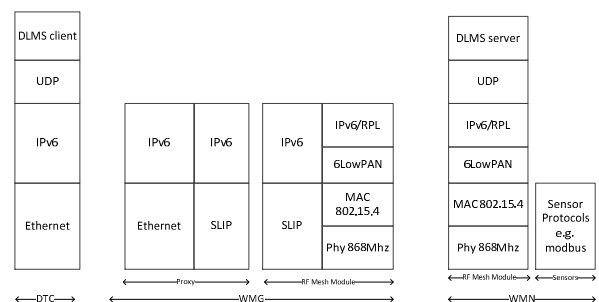 DLMS client
UDP
IPv6
Ethernet
DTC
IPv6
IPv6
Ethernet
SLIP
Proxy
IPv6
IPv6/RPL
6LowPAN
SLIP
MAC
802,15,4
Phy 868Mhz
RF Mesh Module
WMG
DLMS server
UDP
IPv6/RPL
6LowPAN
MAC 802.15.4
Phy 868Mhz
RF Mesh Module
Sensor
Protocols
e.g.
modbus
Sensors
WMN